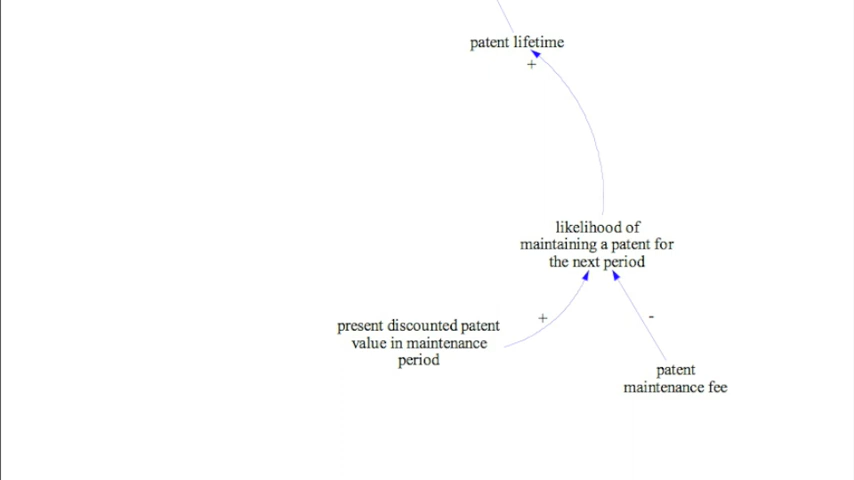 patent lifetime
+
likelihood of
maintaining a patent for
the next period
+
-
present discounted patent
value in maintenance
period
patent
maintenance fee